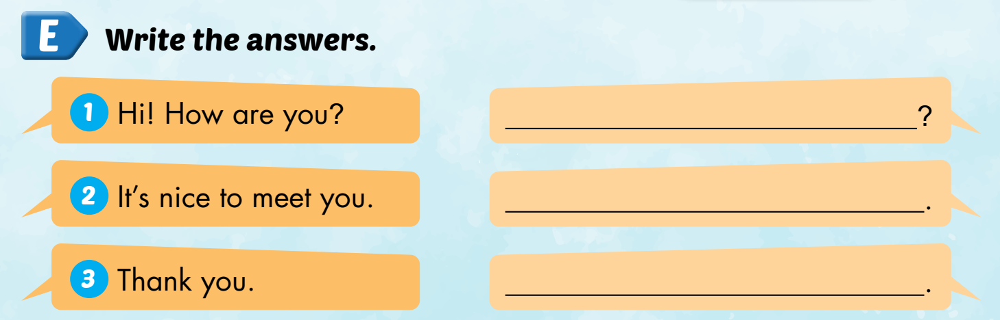 E Write the answers.
1 Hi! How are you? ?
2 It's nice to meet you. .
3 Thank you. .